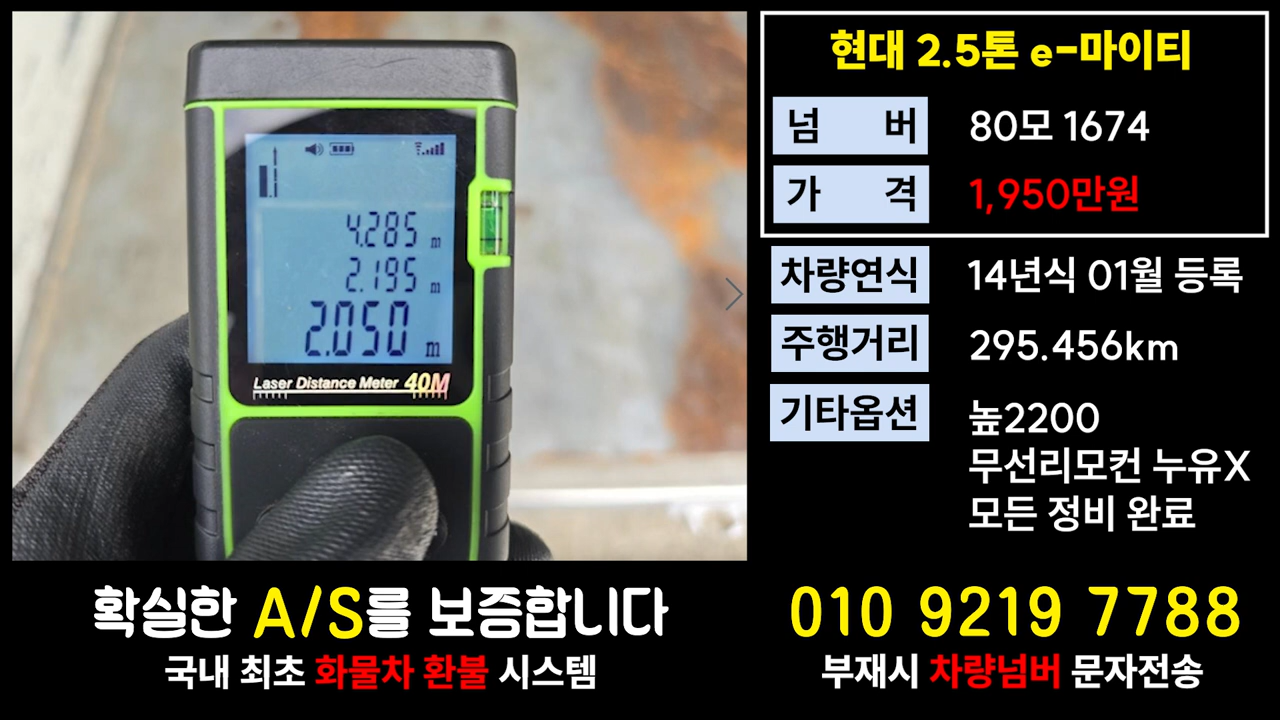 4.285 m
2.195 m
2.050 m
Laser Distance Meter 40M
현대 2.5톤 e-마이티
넘 버 80모 1674
가 격 1,950만원
차량연식 14년식 01월 등록
주행거리 295.456km
기타옵션 높2200
무선리모컨 누유X
모든 정비 완료
확실한 A/S를 보증합니다
국내 최초 화물차 환불 시스템
010 9219 7788
부재시 차량넘버 문자전송